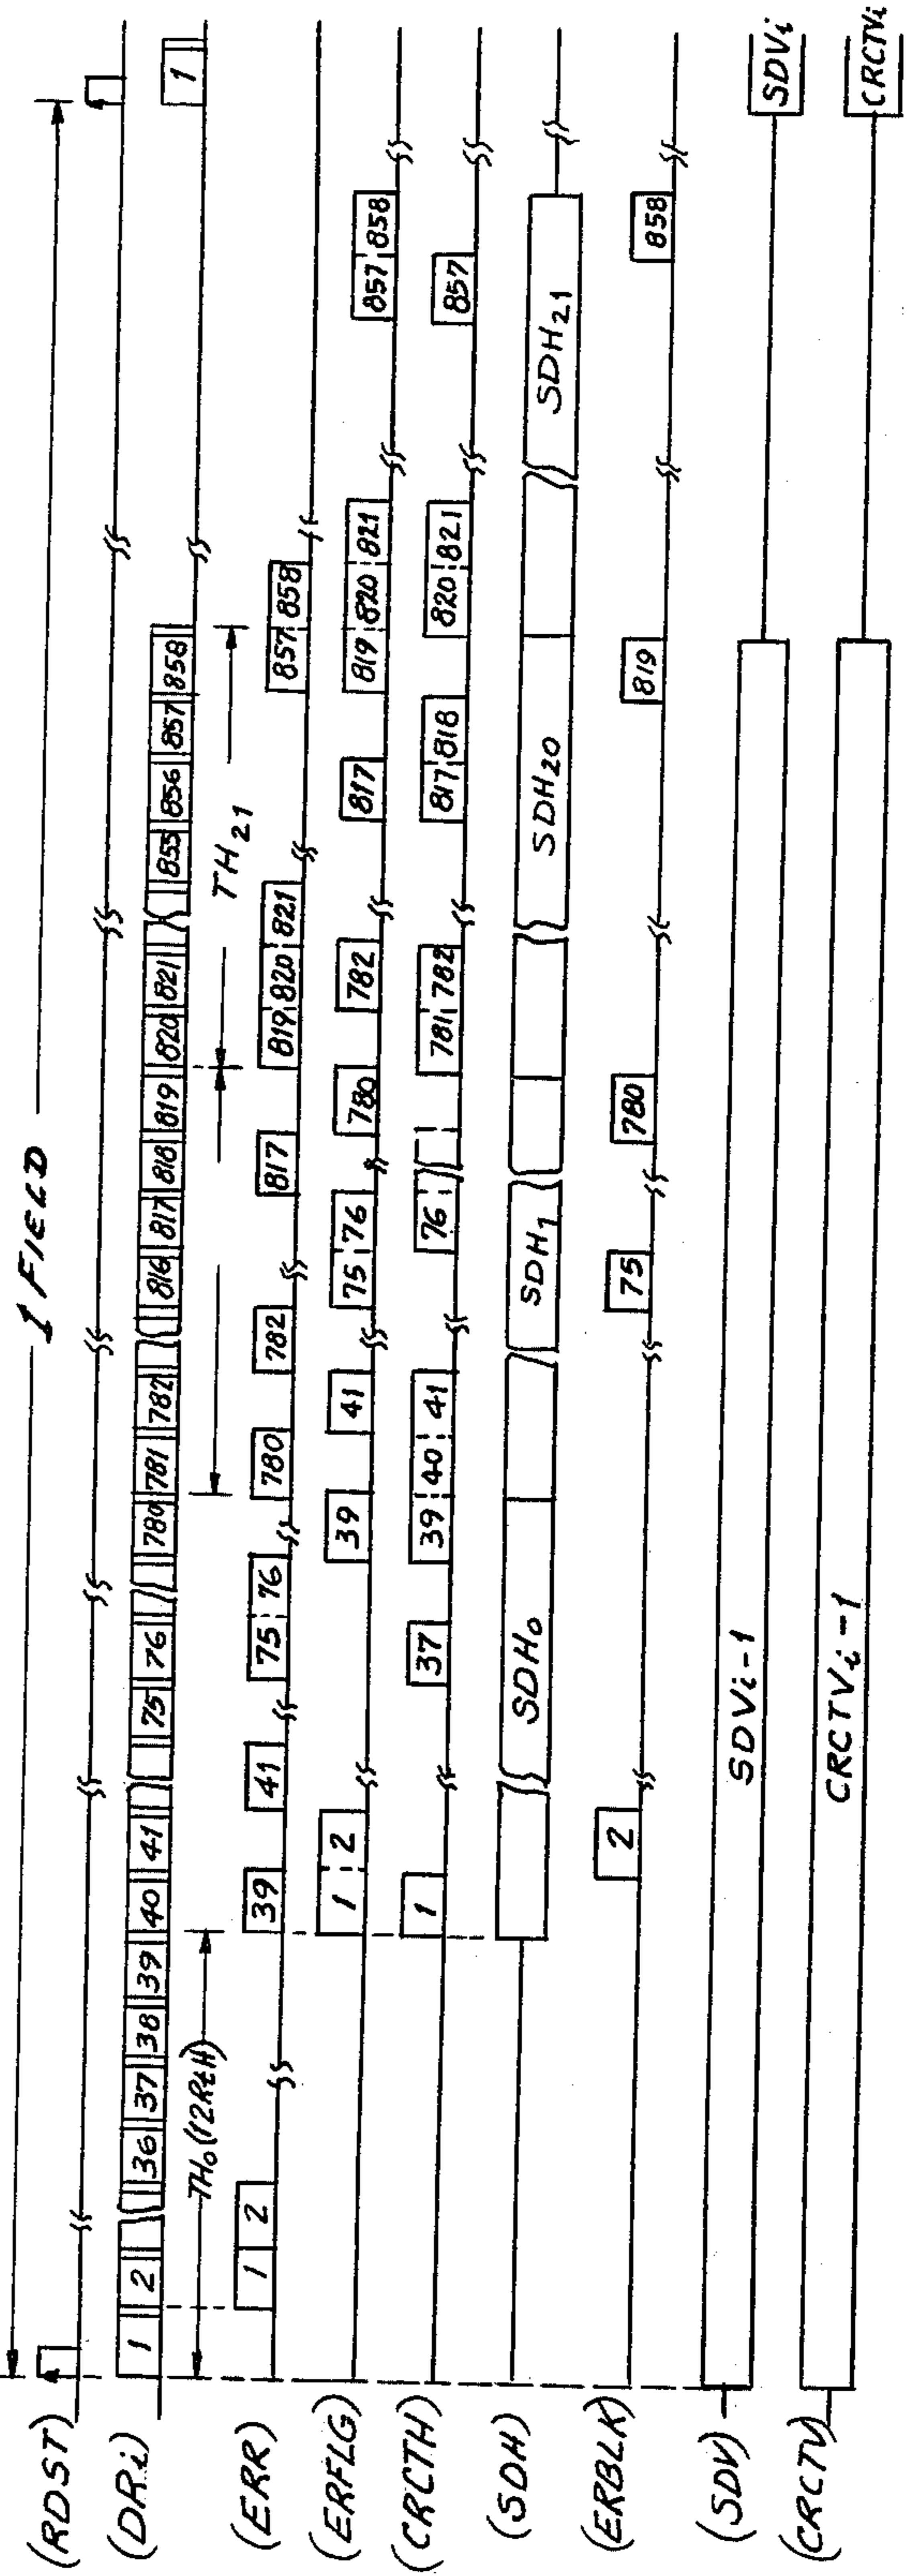 1 FIELD
(RDST)
(DRi) 1 2 36 37 38 39 40 41 75 76 780 781 782 816 817 818 819 820 821 855 856 857 858 1
TH0 (12RtH) TH21
(ERR) 1 2 39 41 75 76 780 782 817 819 820 821 857 858
(ERFLG) 1 2 39 41 75 76 780 782 817 819 820 821 857 858
(CRCTH) 1 37 39 40 41 76 781 782 817 818 820 821 857
(SDH) SDH0 SDH1 SDH20 SDH21
(ERBLK) 2 75 780 819 858
(SDV) SDVi-1 SDVi
(CRCTV) CRCTVi-1 CRCTVi